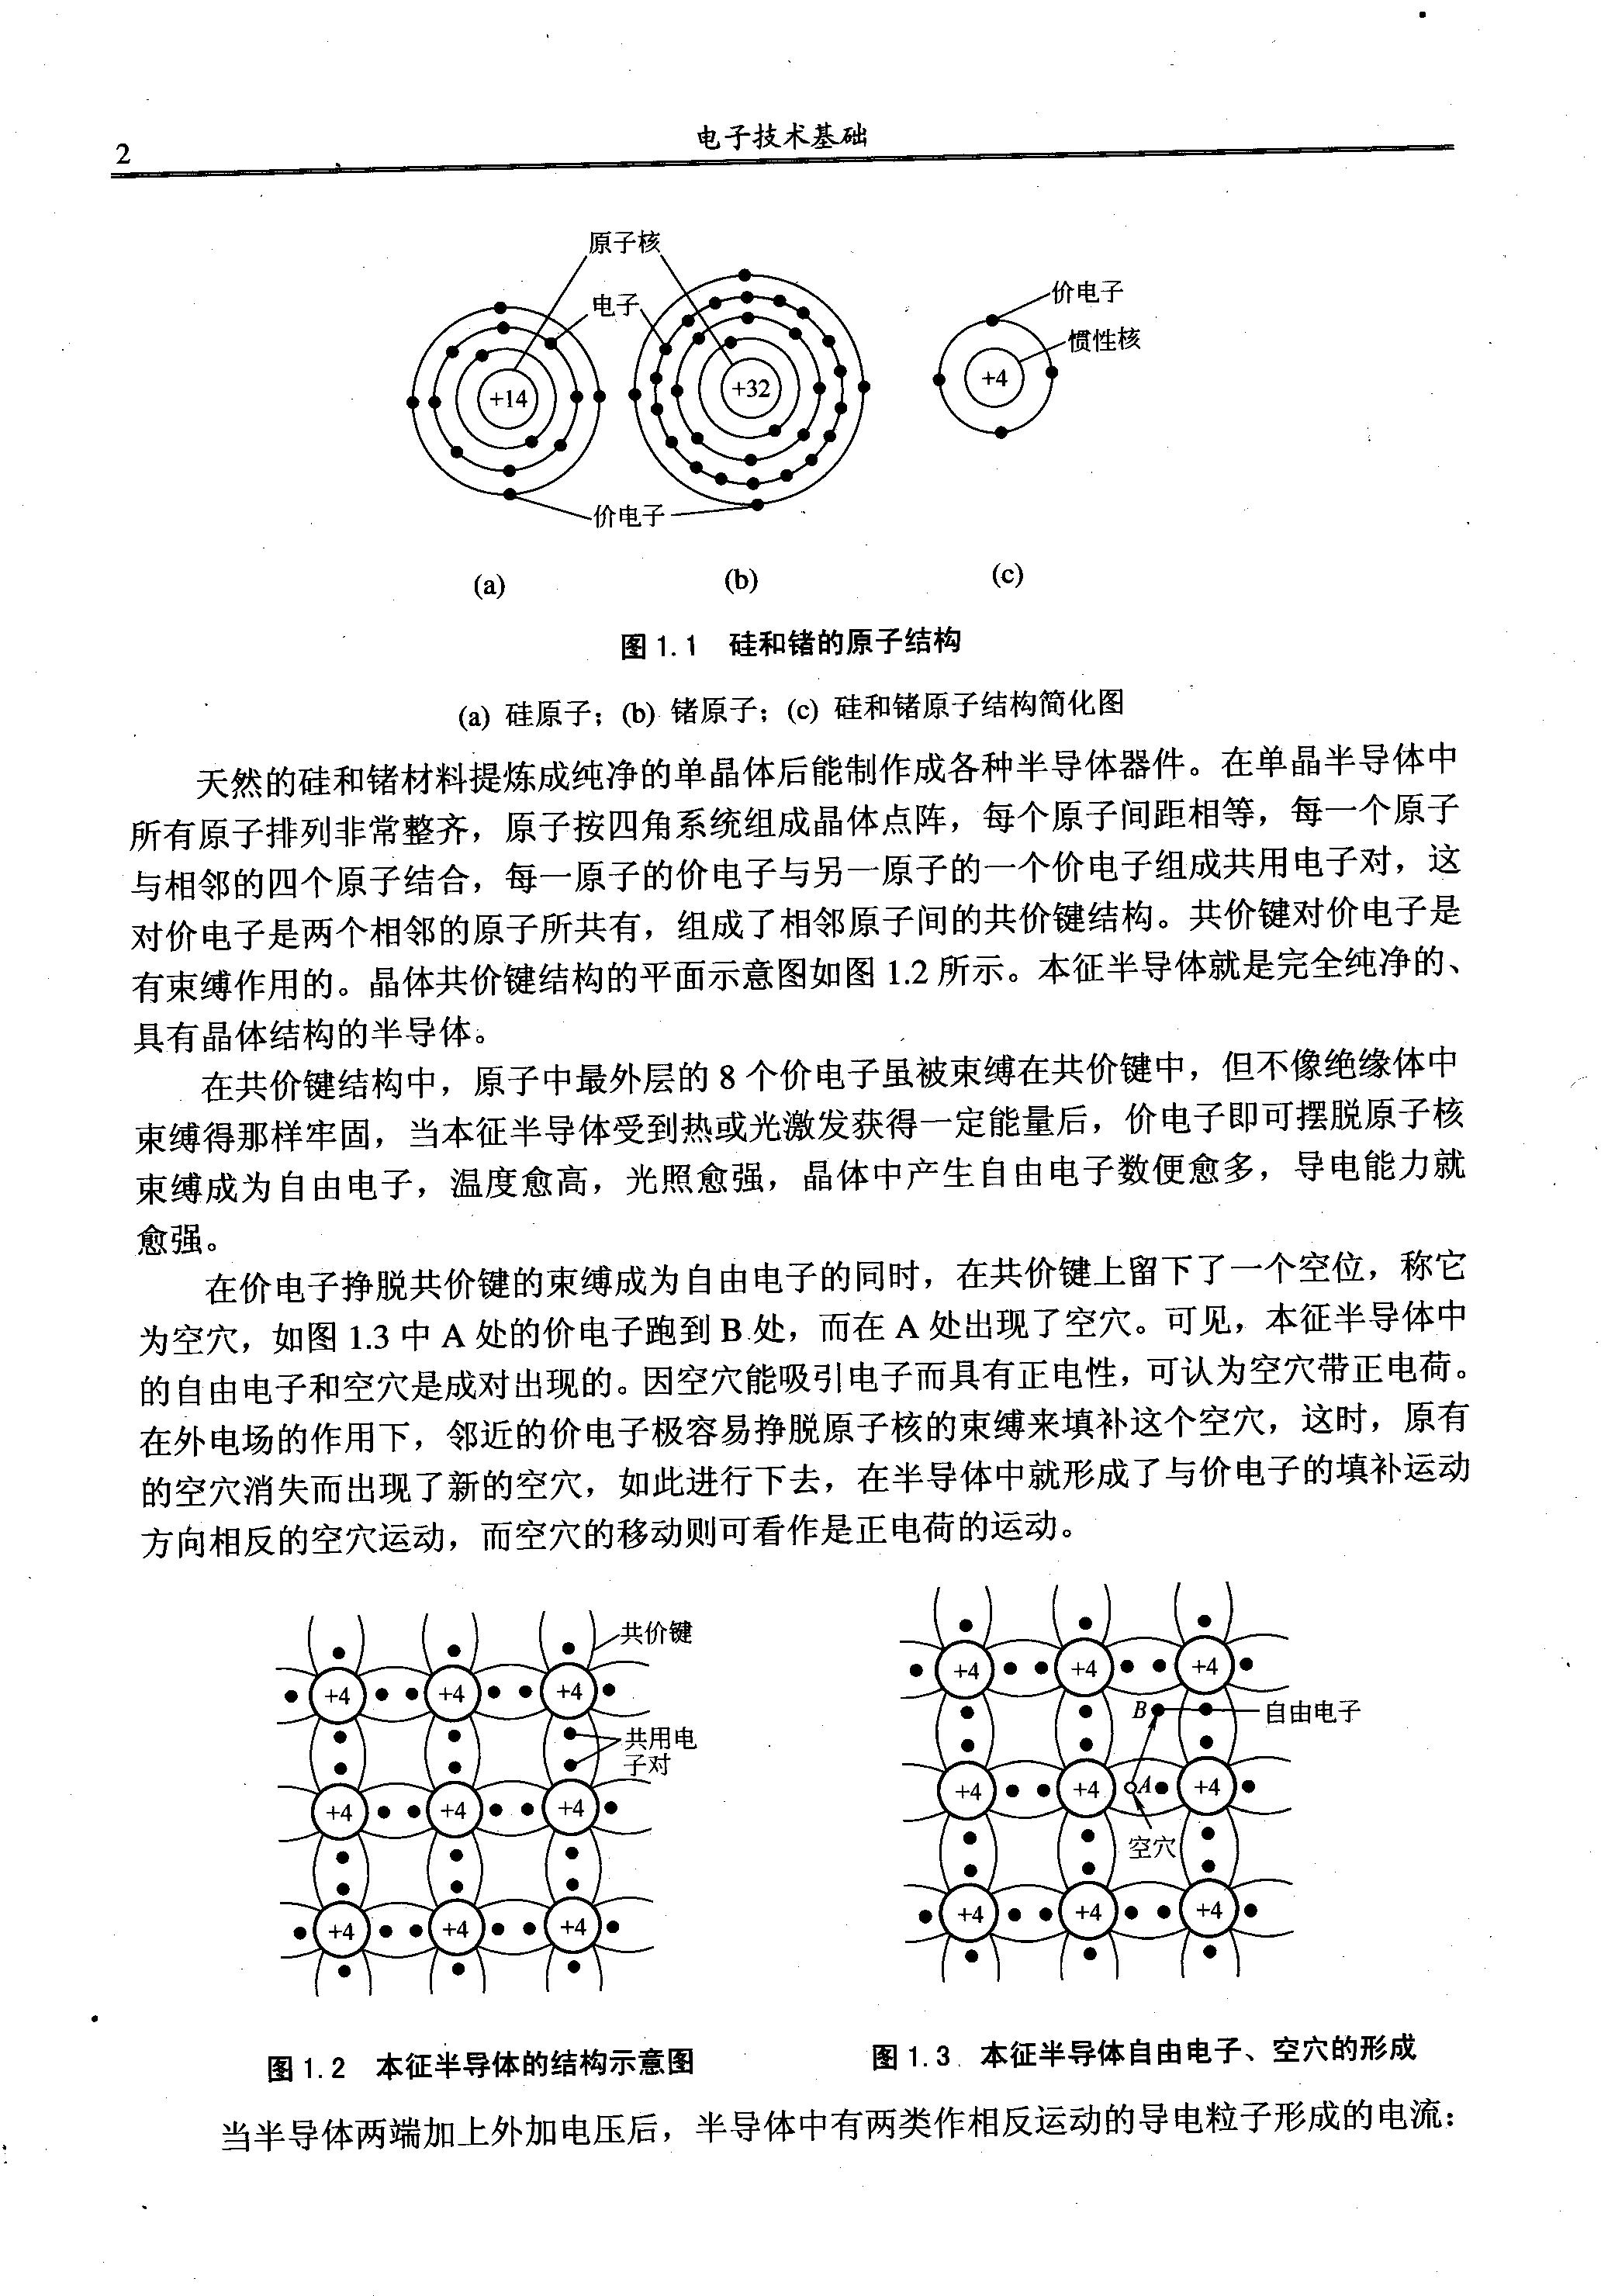 电子技术基础
2
原子核
电子
价电子
惯性核
+14
+32
+4
价电子
(a)
(b)
(c)
图1.1 硅和锗的原子结构
(a) 硅原子；(b) 锗原子；(c) 硅和锗原子结构简化图
天然的硅和锗材料提炼成纯净的单晶体后能制作成各种半导体器件。在单晶半导体中
所有原子排列非常整齐，原子按四角系统组成晶体点阵，每个原子间距相等，每一个原子
与相邻的四个原子结合，每一原子的价电子与另一原子的一个价电子组成共用电子对，这
对价电子是两个相邻的原子所共有，组成了相邻原子间的共价键结构。共价键对价电子是
有束缚作用的。晶体共价键结构的平面示意图如图 1.2 所示。本征半导体就是完全纯净的、
具有晶体结构的半导体。
在共价键结构中，原子中最外层的 8 个价电子虽被束缚在共价键中，但不像绝缘体中
束缚得那样牢固，当本征半导体受到热或光激发获得一定能量后，价电子即可摆脱原子核
束缚成为自由电子，温度愈高，光照愈强，晶体中产生自由电子数便愈多，导电能力就
愈强。
在价电子挣脱共价键的束缚成为自由电子的同时，在共价键上留下了一个空位，称它
为空穴，如图 1.3 中 A 处的价电子跑到 B 处，而在 A 处出现了空穴。可见，本征半导体中
的自由电子和空穴是成对出现的。因空穴能吸引电子而具有正电性，可认为空穴带正电荷。
在外电场的作用下，邻近的价电子极容易挣脱原子核的束缚来填补这个空穴，这时，原有
的空穴消失而出现了新的空穴，如此进行下去，在半导体中就形成了与价电子的填补运动
方向相反的空穴运动，而空穴的移动则可看作是正电荷的运动。
共价键
+4 +4 +4
共用电
子对
+4 +4 +4
+4 +4 +4
图1.2 本征半导体的结构示意图
+4 +4 +4
B
自由电子
+4 +4 A +4
空穴
+4 +4 +4
图1.3 本征半导体自由电子、空穴的形成
当半导体两端加上外加电压后，半导体中有两类作相反运动的导电粒子形成的电流：